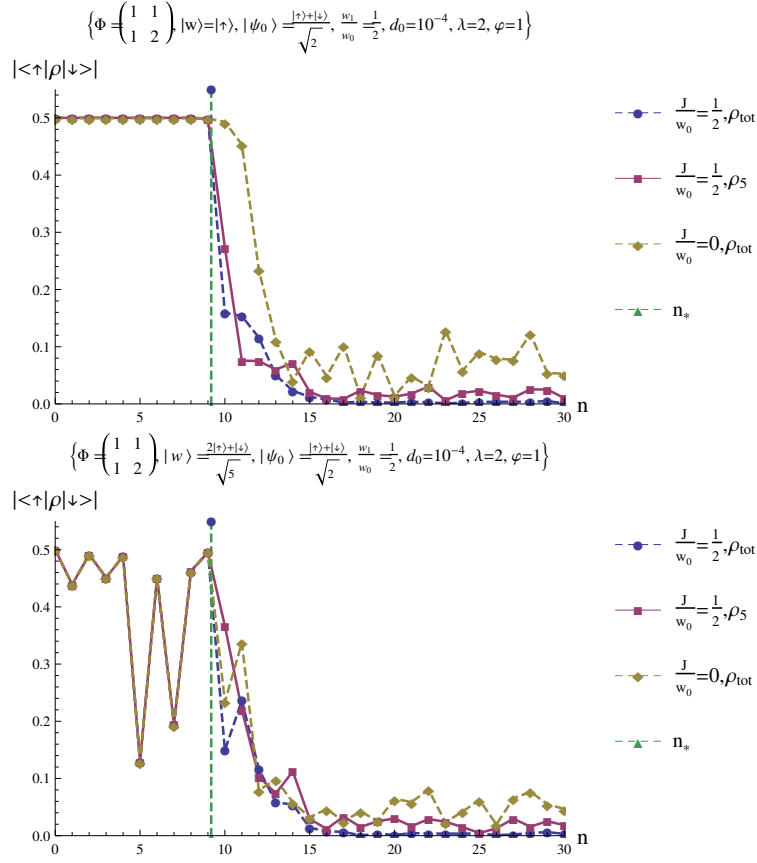 {Φ=(1 1 1 2), |w⟩=|↑⟩, |ψ₀⟩=|↑⟩+|↓⟩/√2, w₁/w₀=1/2, d₀=10⁻⁴, λ=2, φ=1}
|<↑|ρ|↓>|
0.5
0.4
0.3
0.2
0.1
0.0
0 5 10 15 20 25 30 n
J/w₀=1/2,ρtot
J/w₀=1/2,ρ₅
J/w₀=0,ρtot
n*
{Φ=(1 1 1 2), |w⟩=2|↑⟩+|↓⟩/√5, |ψ₀⟩=|↑⟩+|↓⟩/√2, w₁/w₀=1/2, d₀=10⁻⁴, λ=2, φ=1}
|<↑|ρ|↓>|
0.5
0.4
0.3
0.2
0.1
0.0
0 5 10 15 20 25 30 n
J/w₀=1/2,ρtot
J/w₀=1/2,ρ₅
J/w₀=0,ρtot
n*